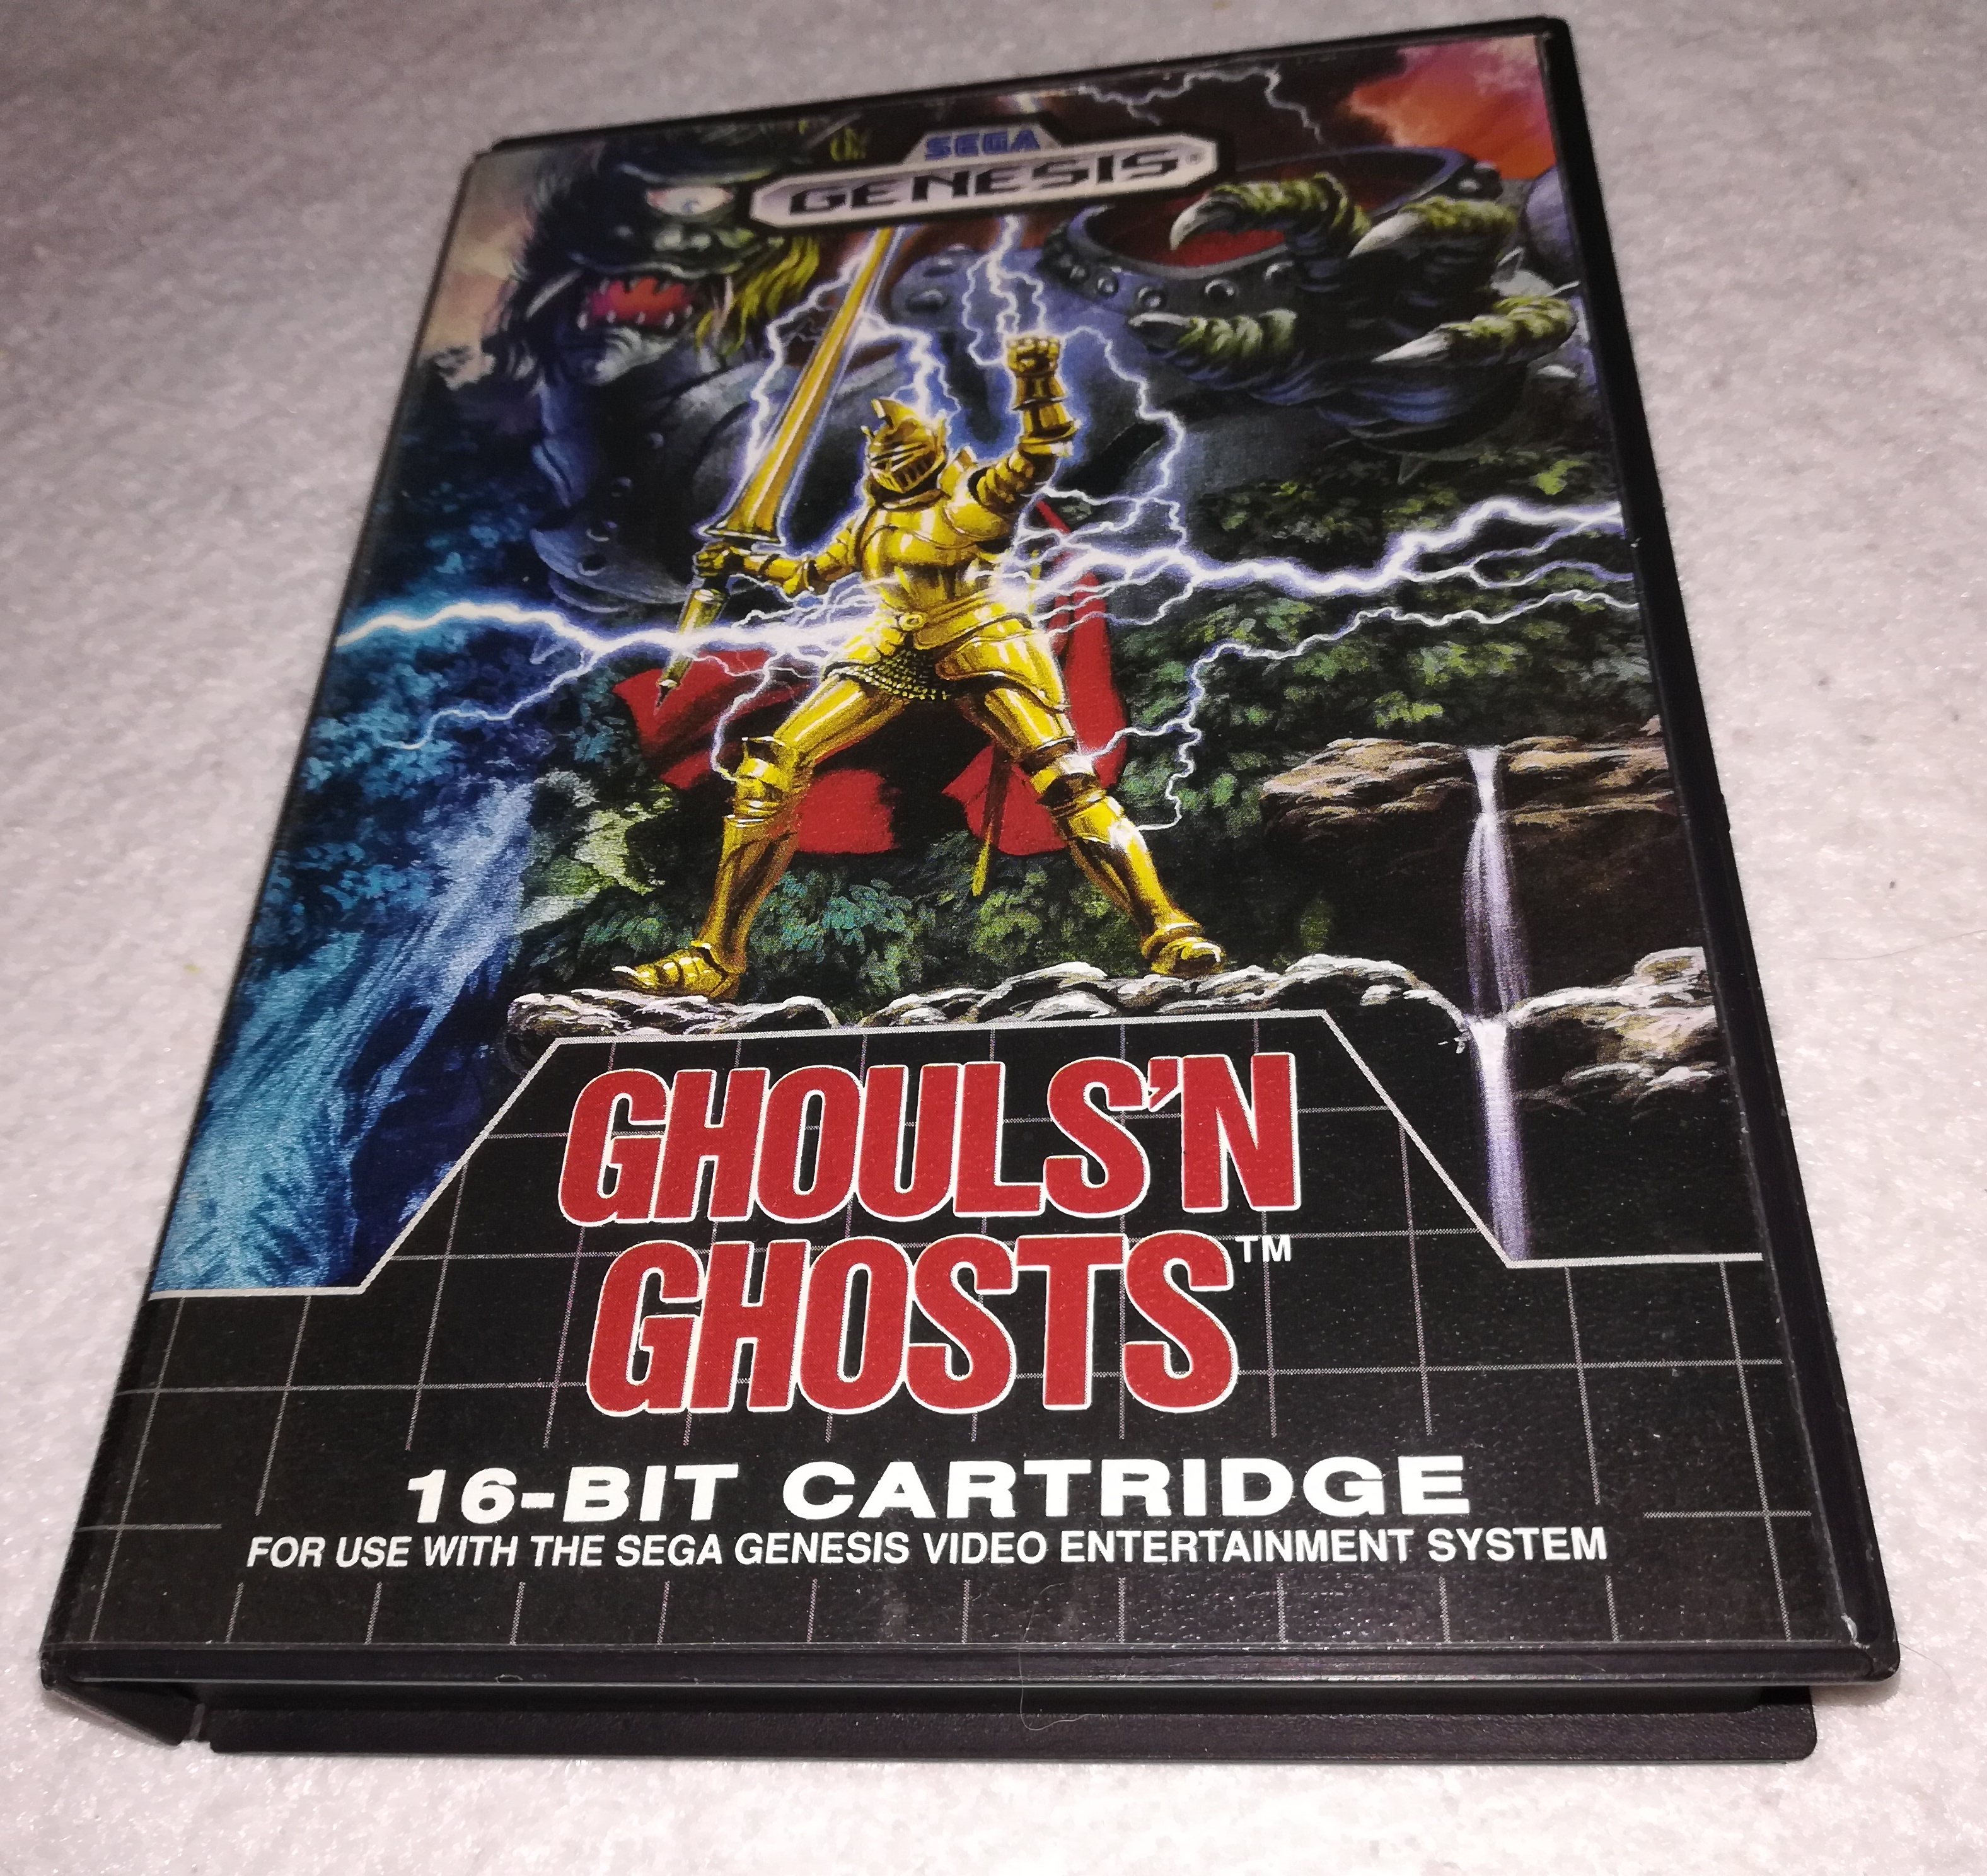 SEGA
GENESIS®
GHOULS'N
GHOSTS™
16-BIT CARTRIDGE
FOR USE WITH THE SEGA GENESIS VIDEO ENTERTAINMENT SYSTEM